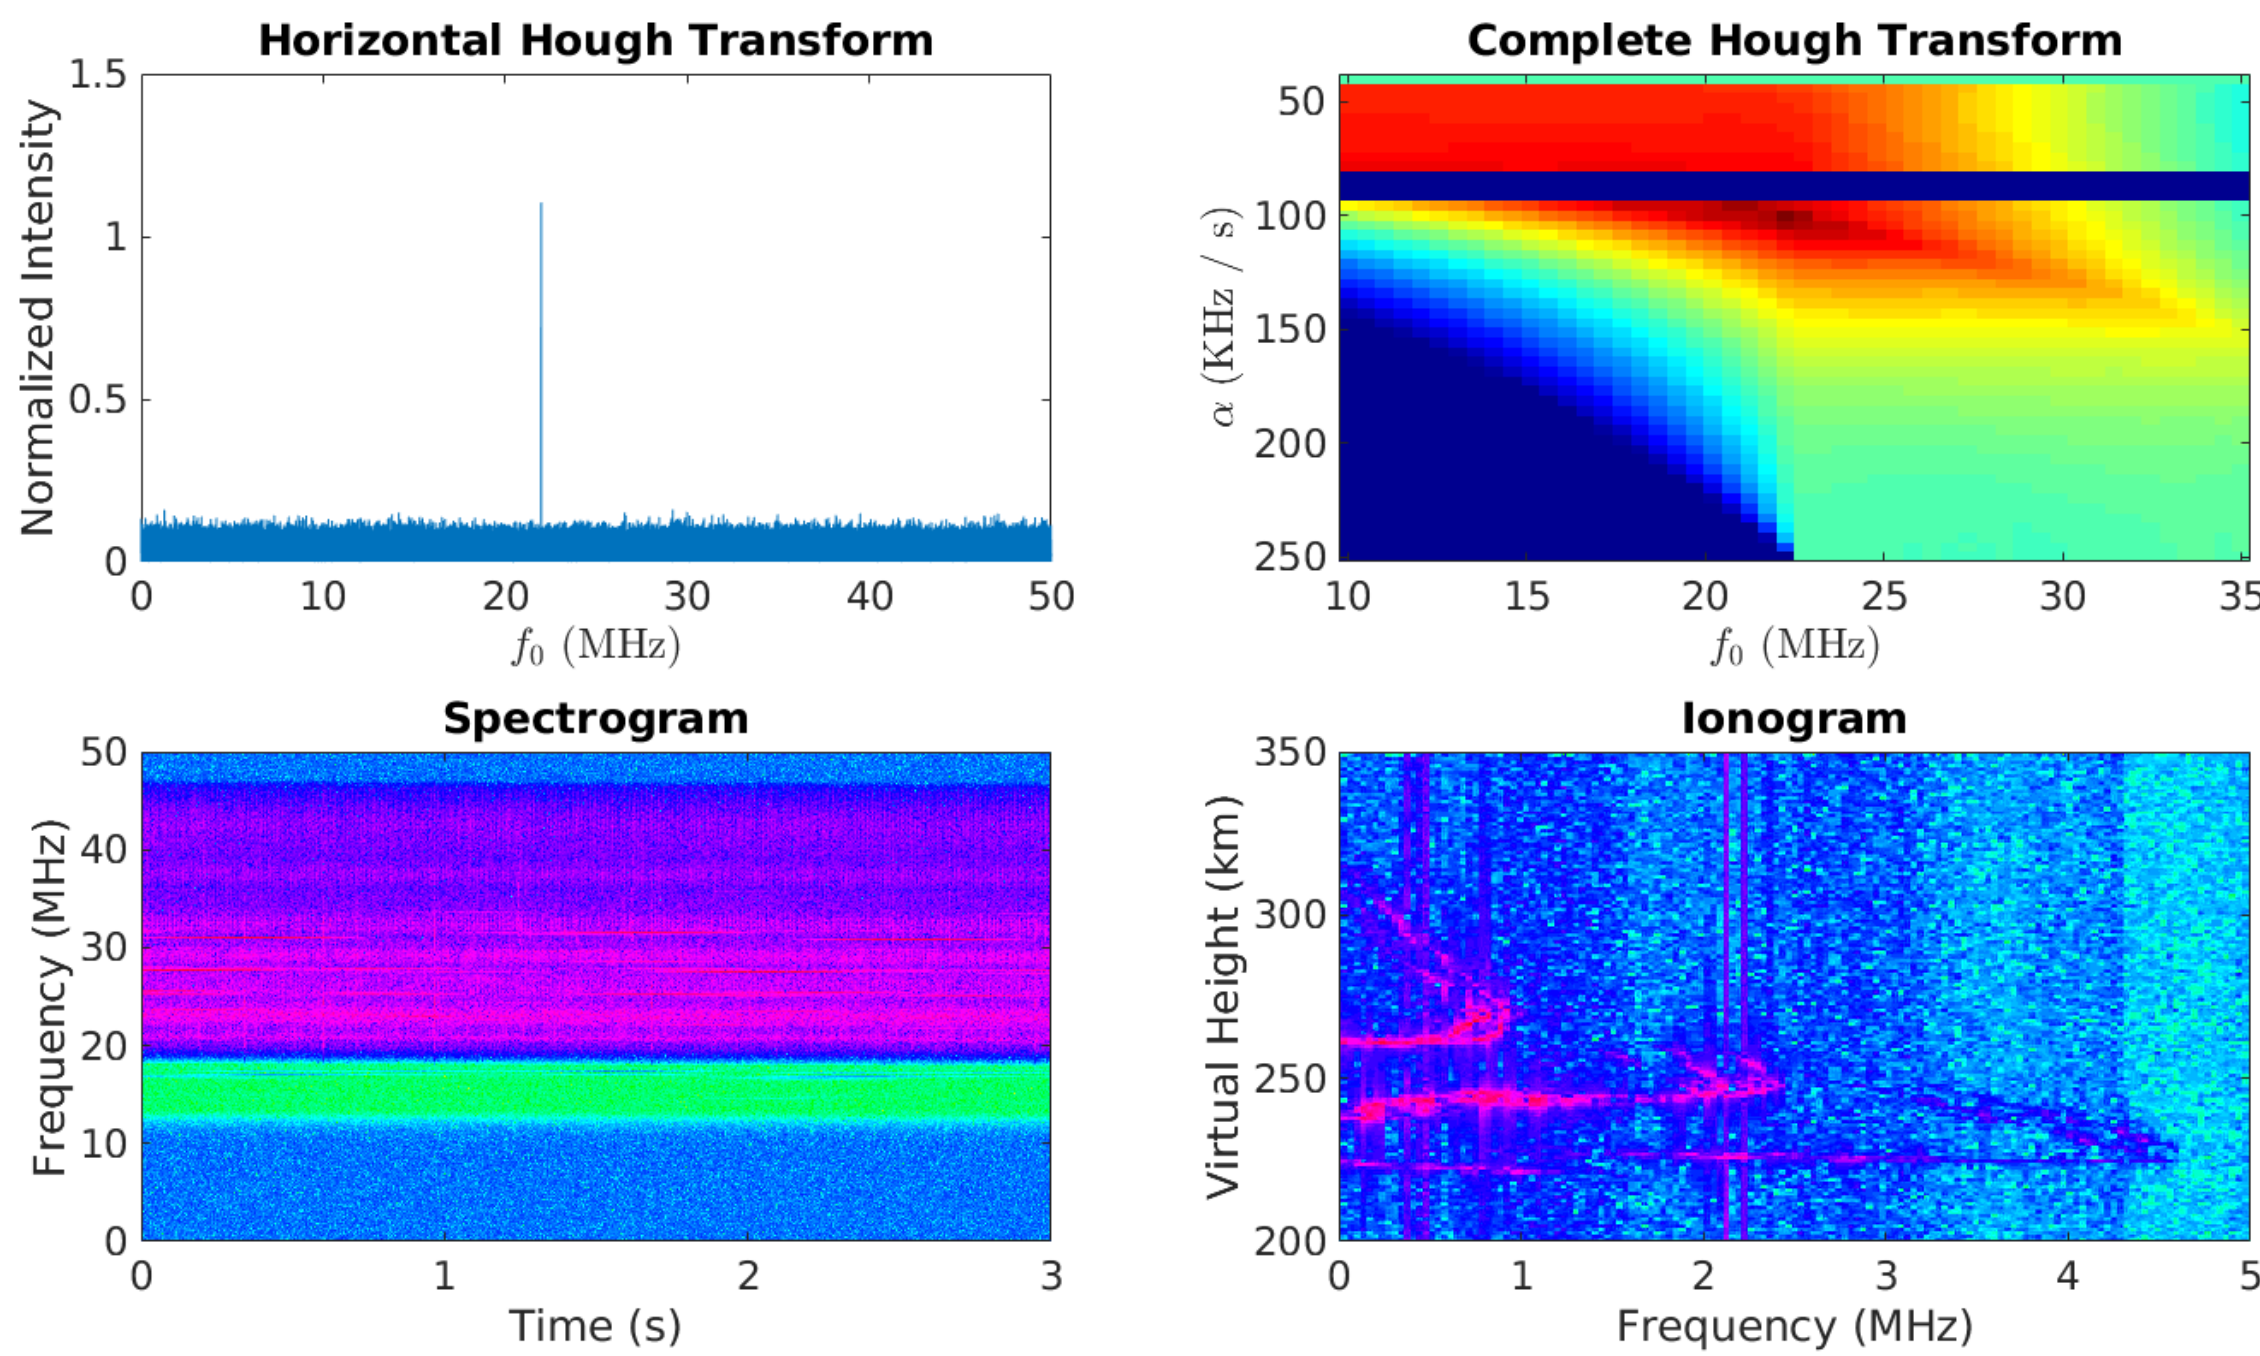 Horizontal Hough Transform
1.5
1
0.5
0
Normalized Intensity
0 10 20 30 40 50
f₀ (MHz)
Complete Hough Transform
50
100
150
200
250
α (KHz / s)
10 15 20 25 30 35
f₀ (MHz)
Spectrogram
50
40
30
20
10
0
Frequency (MHz)
0 1 2 3
Time (s)
Ionogram
350
300
250
200
Virtual Height (km)
0 1 2 3 4 5
Frequency (MHz)